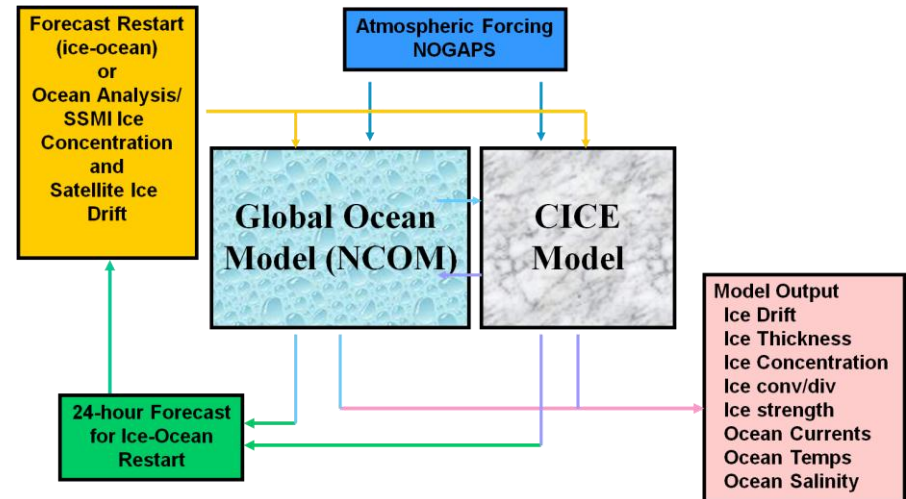 Forecast Restart
(ice-ocean)
or
Ocean Analysis/
SSMI Ice
Concentration
and
Satellite Ice
Drift
Atmospheric Forcing
NOGAPS
Global Ocean
Model (NCOM)
CICE
Model
24-hour Forecast
for Ice-Ocean
Restart
Model Output
Ice Drift
Ice Thickness
Ice Concentration
Ice conv/div
Ice strength
Ocean Currents
Ocean Temps
Ocean Salinity